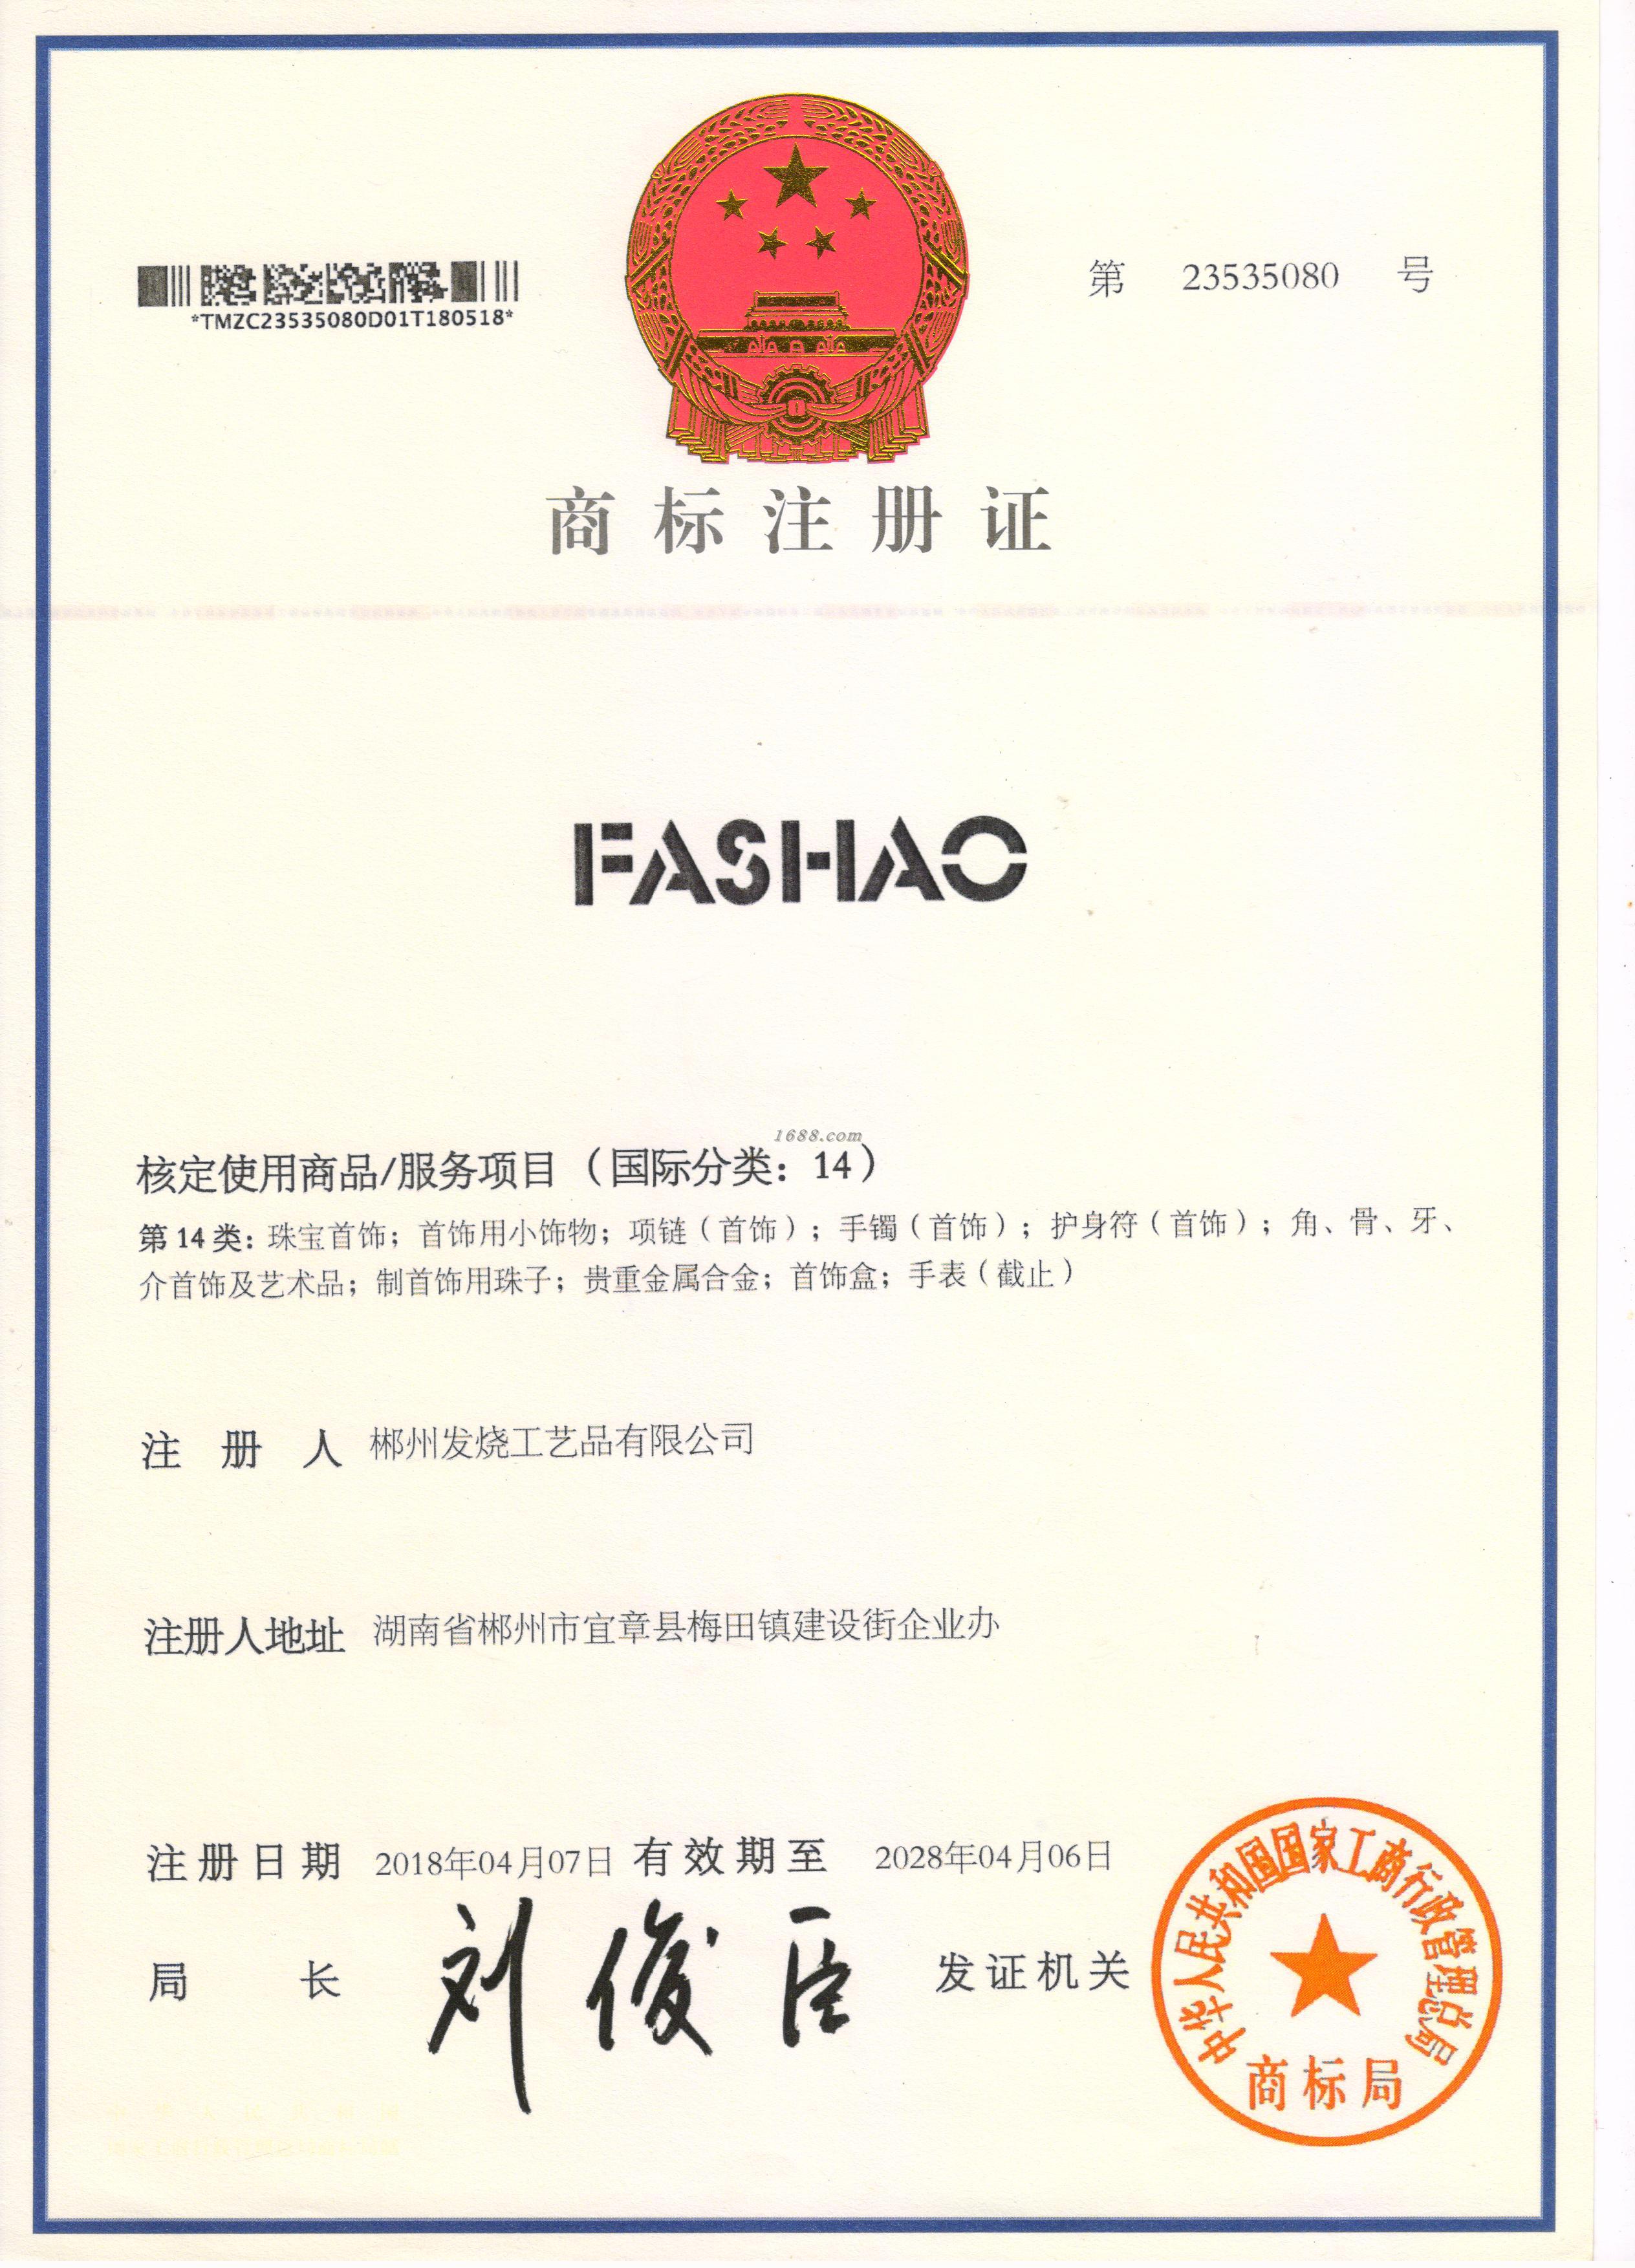 第 23535080 号
*TMZC23535080D01T180518*
商标注册证
FASHAO
1688.com
核定使用商品/服务项目（国际分类：14）
第14类：珠宝首饰；首饰用小饰物；项链（首饰）；手镯（首饰）；护身符（首饰）；角、骨、牙、
介首饰及艺术品；制首饰用珠子；贵重金属合金；首饰盒；手表（截止）
注册人 郴州发烧工艺品有限公司
注册人地址 湖南省郴州市宜章县梅田镇建设街企业办
注册日期 2018年04月07日 有效期至 2028年04月06日
局长 刘俊臣 发证机关
中华人民共和国国家工商行政管理总局
商标局